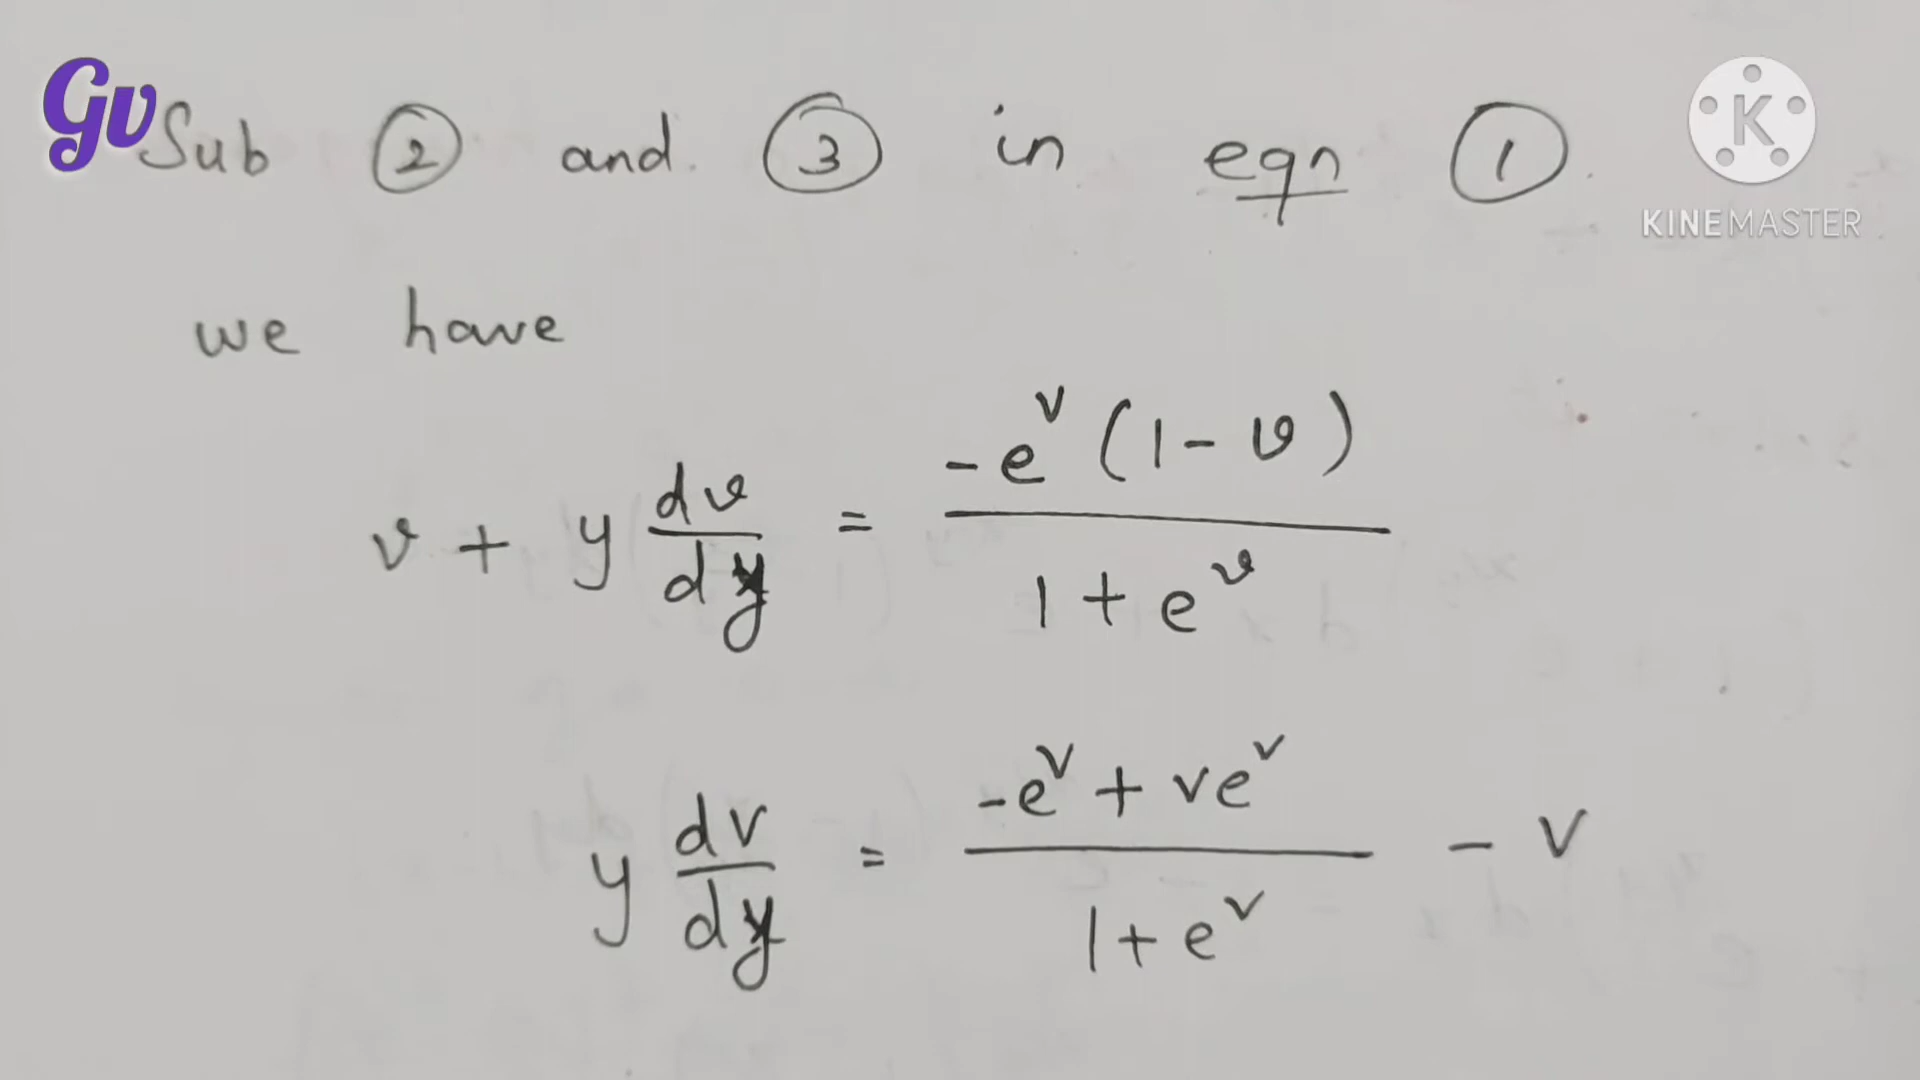 Gv
KINEMASTER
Sub ② and ③ in eqn ①.
we have
v + y dv/dy = -e^v (1 - v) / 1 + e^v
y dv/dy = -e^v + ve^v / 1 + e^v - v